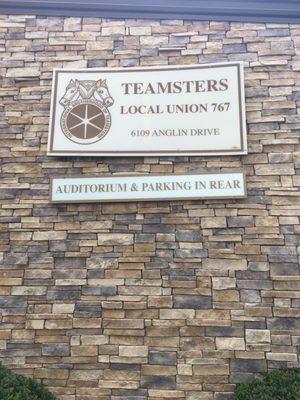 TEAMSTERS
LOCAL UNION 767
6109 ANGLIN DRIVE
AUDITORIUM & PARKING IN REAR